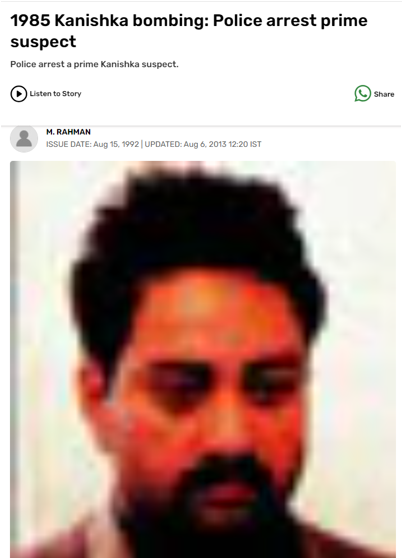 1985 Kanishka bombing: Police arrest prime
suspect
Police arrest a prime Kanishka suspect.
Listen to Story
Share
M. RAHMAN
ISSUE DATE: Aug 15, 1992 | UPDATED: Aug 6, 2013 12:20 IST